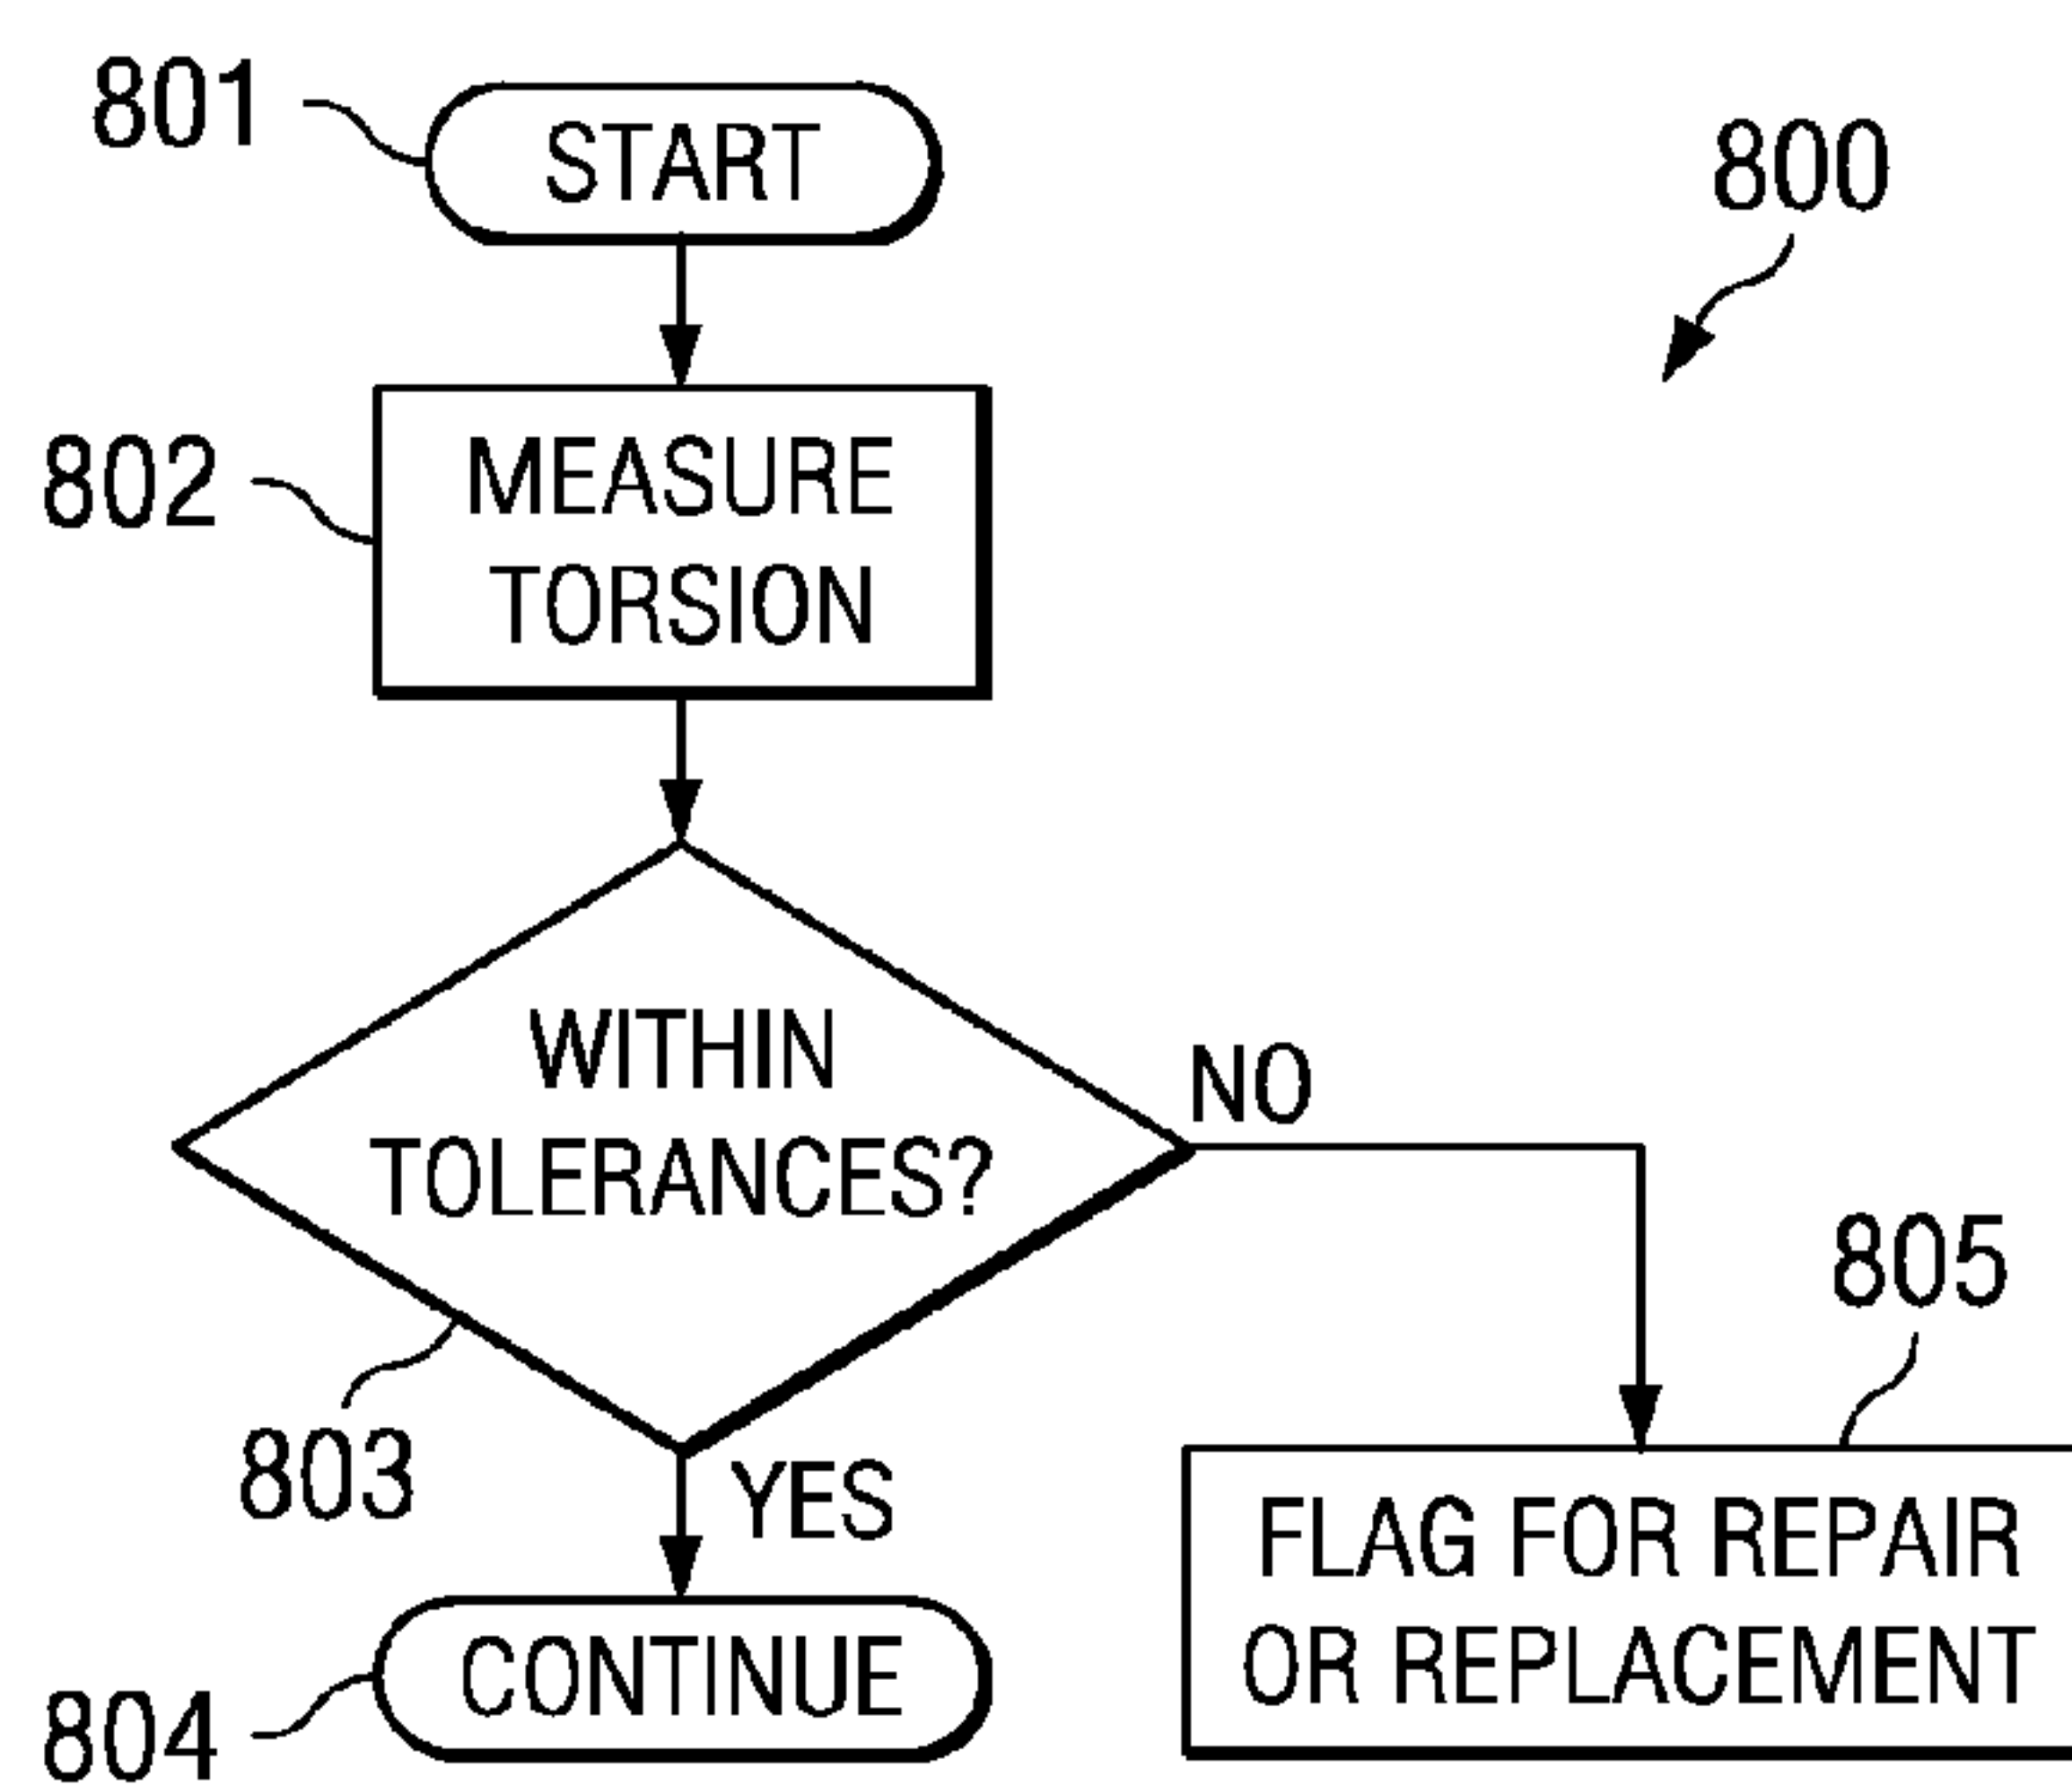 801
START
800
802
MEASURE
TORSION
WITHIN
TOLERANCES?
NO
803
YES
805
FLAG FOR REPAIR
OR REPLACEMENT
804
CONTINUE